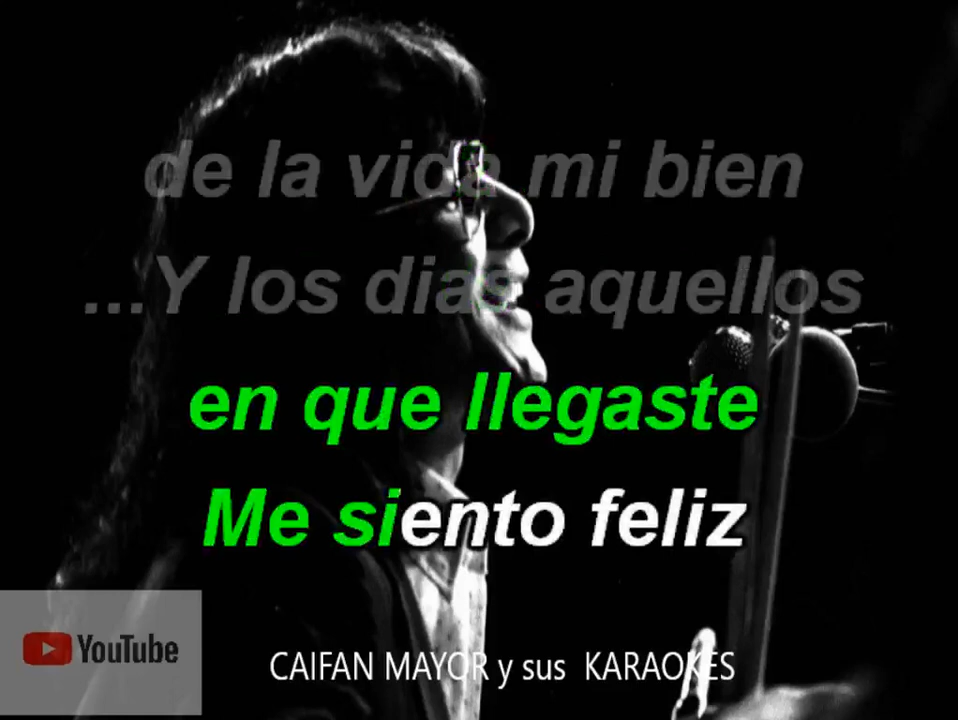 de la vida mi bien
...Y los dias aquellos
en que llegaste
Me siento feliz
YouTube
CAIFAN MAYOR y sus KARAOKES